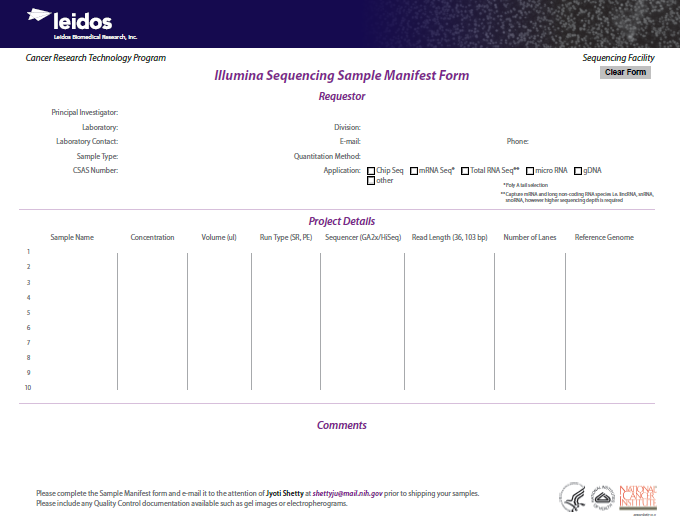 leidos
Leidos Biomedical Research, Inc.
Cancer Research Technology Program
Sequencing Facility
Illumina Sequencing Sample Manifest Form
Clear Form
Requestor
Principal Investigator:
Laboratory: Division:
Laboratory Contact: E-mail: Phone:
Sample Type: Quantitation Method:
CSAS Number: Application: Chip Seq mRNA Seq* Total RNA Seq** micro RNA gDNA
other
*Poly A tail selection
**Capture mRNA and long non-coding RNA species i.e. lincRNA, snRNA,
snoRNA, however higher sequencing depth is required
Project Details
Sample Name Concentration Volume (ul) Run Type (SR, PE) Sequencer (GA2x/HiSeq) Read Length (36, 103 bp) Number of Lanes Reference Genome
1
2
3
4
5
6
7
8
9
10
Comments
Please complete the Sample Manifest form and e-mail it to the attention of Jyoti Shetty at shettyju@mail.nih.gov prior to shipping your samples.
Please include any Quality Control documentation available such as gel images or electropherograms.
NATIONAL
CANCER
INSTITUTE